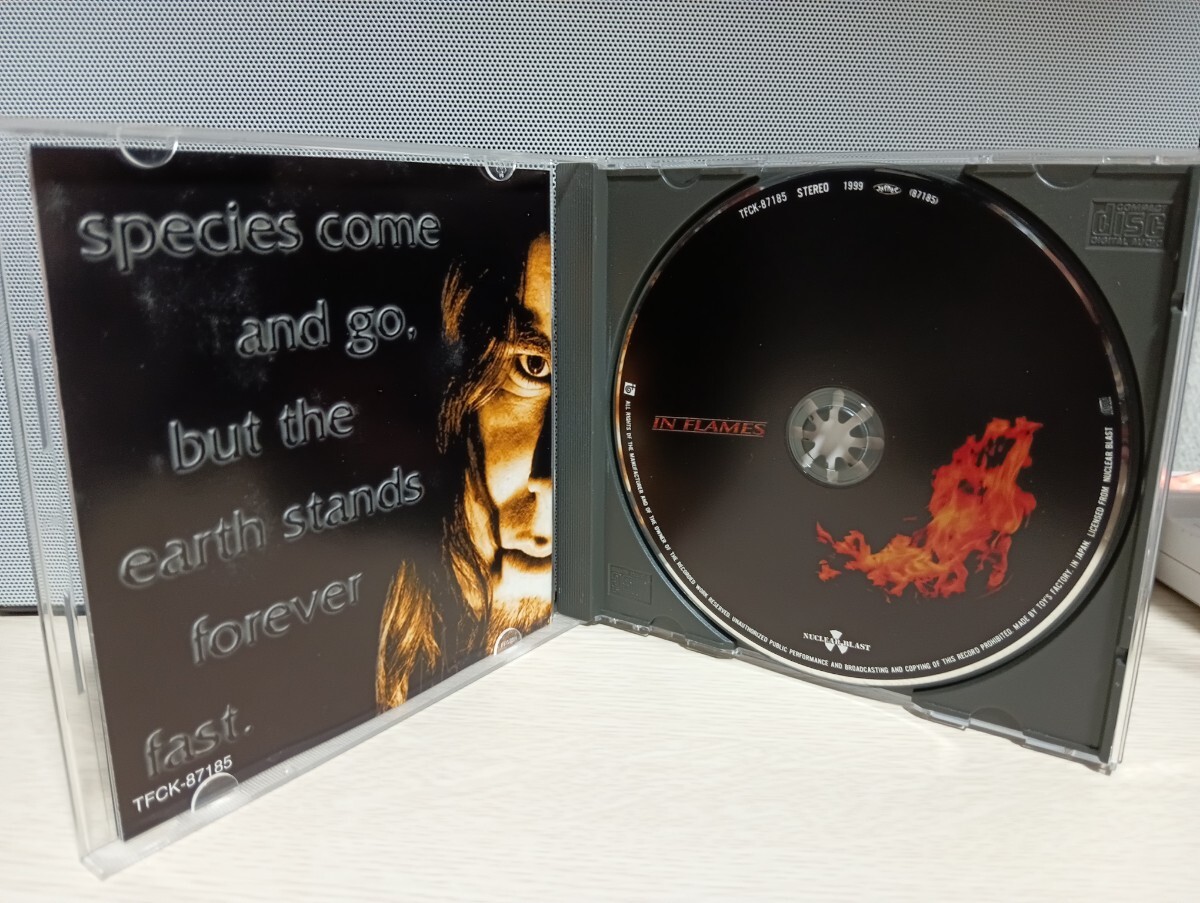 species come
and go,
but the
earth stands
forever
fast.
TFCK-87185
TFCK-87185 STEREO 1999 (87185)
COMPACT
disc
DIGITAL AUDIO
IN FLAMES
NUCLEAR BLAST
ALL RIGHTS OF THE MANUFACTURER AND OF THE OWNER OF THE RECORDED WORK RESERVED. UNAUTHORIZED PUBLIC PERFORMANCE AND BROADCASTING AND COPYING OF THIS RECORD PROHIBITED. MADE BY TOY'S FACTORY. IN JAPAN. LICENSED FROM NUCLEAR BLAST